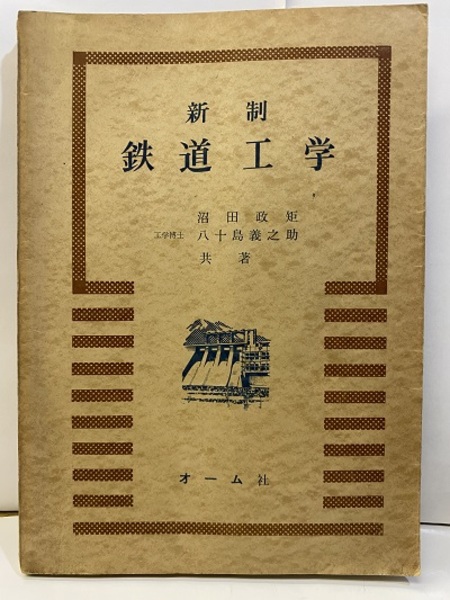 新制
鉄道工学
沼田政矩
工学博士 八十島義之助
共著
オーム社